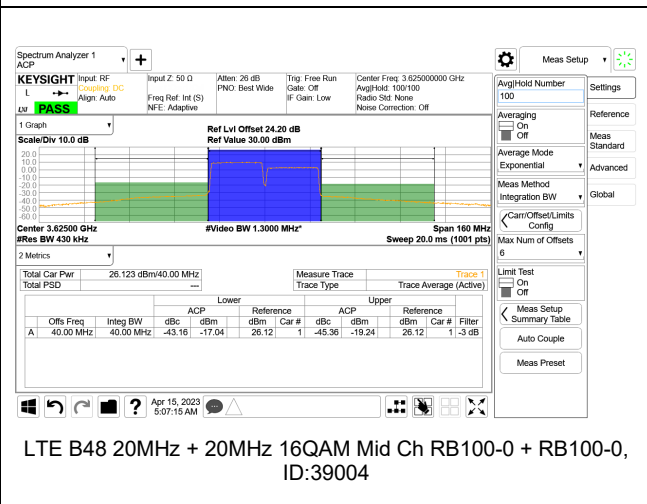 Spectrum Analyzer 1
ACP
Meas Setup
KEYSIGHT
L
LXI
PASS
Input: RF
Coupling: DC
Align: Auto
Input Z: 50 Ω
Freq Ref: Int (S)
NFE: Adaptive
Atten: 26 dB
PNO: Best Wide
Trig: Free Run
Gate: Off
IF Gain: Low
Center Freq: 3.625000000 GHz
Avg|Hold: 100/100
Radio Std: None
Noise Correction: Off
1 Graph
Scale/Div 10.0 dB
Ref Lvl Offset 24.20 dB
Ref Value 30.00 dBm
20.0
10.0
0.00
-10.0
-20.0
-30.0
-40.0
-50.0
-60.0
Center 3.62500 GHz
#Video BW 1.3000 MHz*
Span 160 MHz
#Res BW 430 kHz
Sweep 20.0 ms (1001 pts)
2 Metrics
Total Car Pwr 26.123 dBm/40.00 MHz
Total PSD ---
Measure Trace Trace 1
Trace Type Trace Average (Active)
Lower Upper
ACP Reference ACP Reference
Offs Freq Integ BW dBc dBm dBm Car # dBc dBm dBm Car # Filter
A 40.00 MHz 40.00 MHz -43.16 -17.04 26.12 1 -45.36 -19.24 26.12 1 -3 dB
Avg|Hold Number
100
Averaging
On
Off
Average Mode
Exponential
Meas Method
Integration BW
Carr/Offset/Limits
Config
Max Num of Offsets
6
Limit Test
On
Off
Meas Setup
Summary Table
Auto Couple
Meas Preset
Settings
Reference
Meas
Standard
Advanced
Global
?
Apr 15, 2023
5:07:15 AM
LTE B48 20MHz + 20MHz 16QAM Mid Ch RB100-0 + RB100-0,
ID:39004